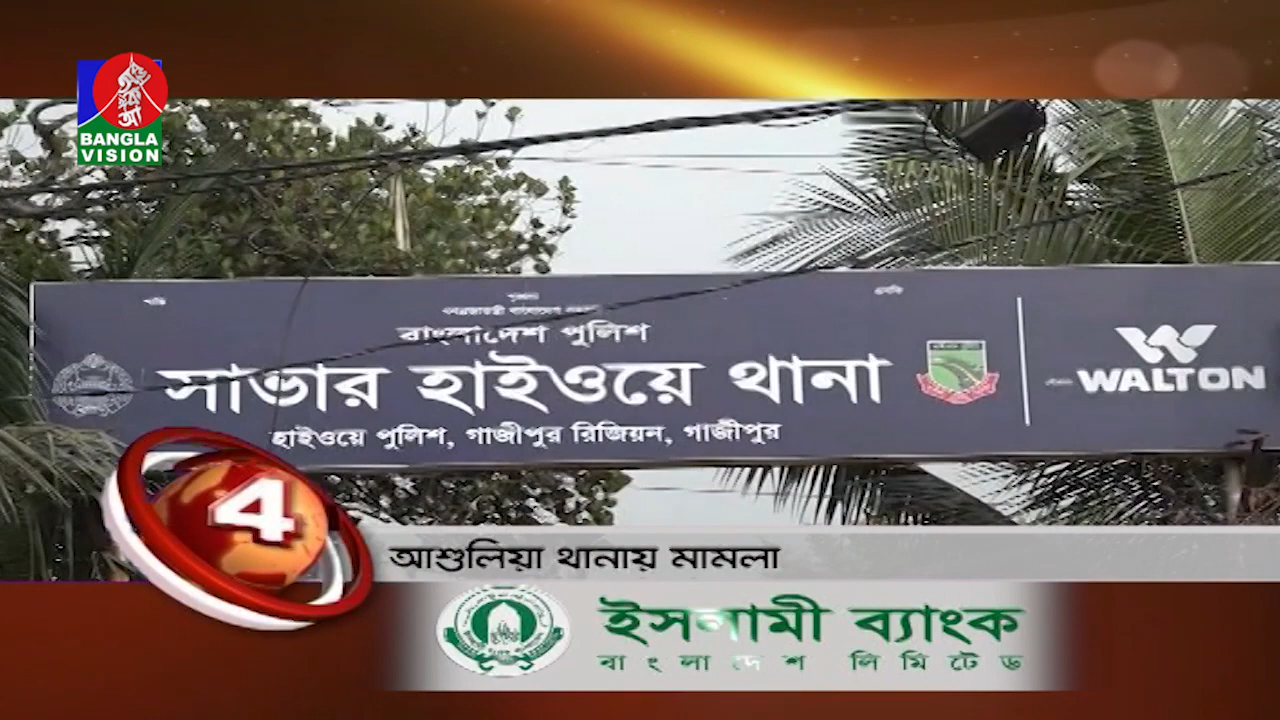 BANGLA
VISION
বাংলাদেশ পুলিশ
সাভার হাইওয়ে থানা
হাইওয়ে পুলিশ, গাজীপুর রিজিয়ন, গাজীপুর
WALTON
4
আশুলিয়া থানায় মামলা
ইসলামী ব্যাংক
বাংলাদেশ লিমিটেড